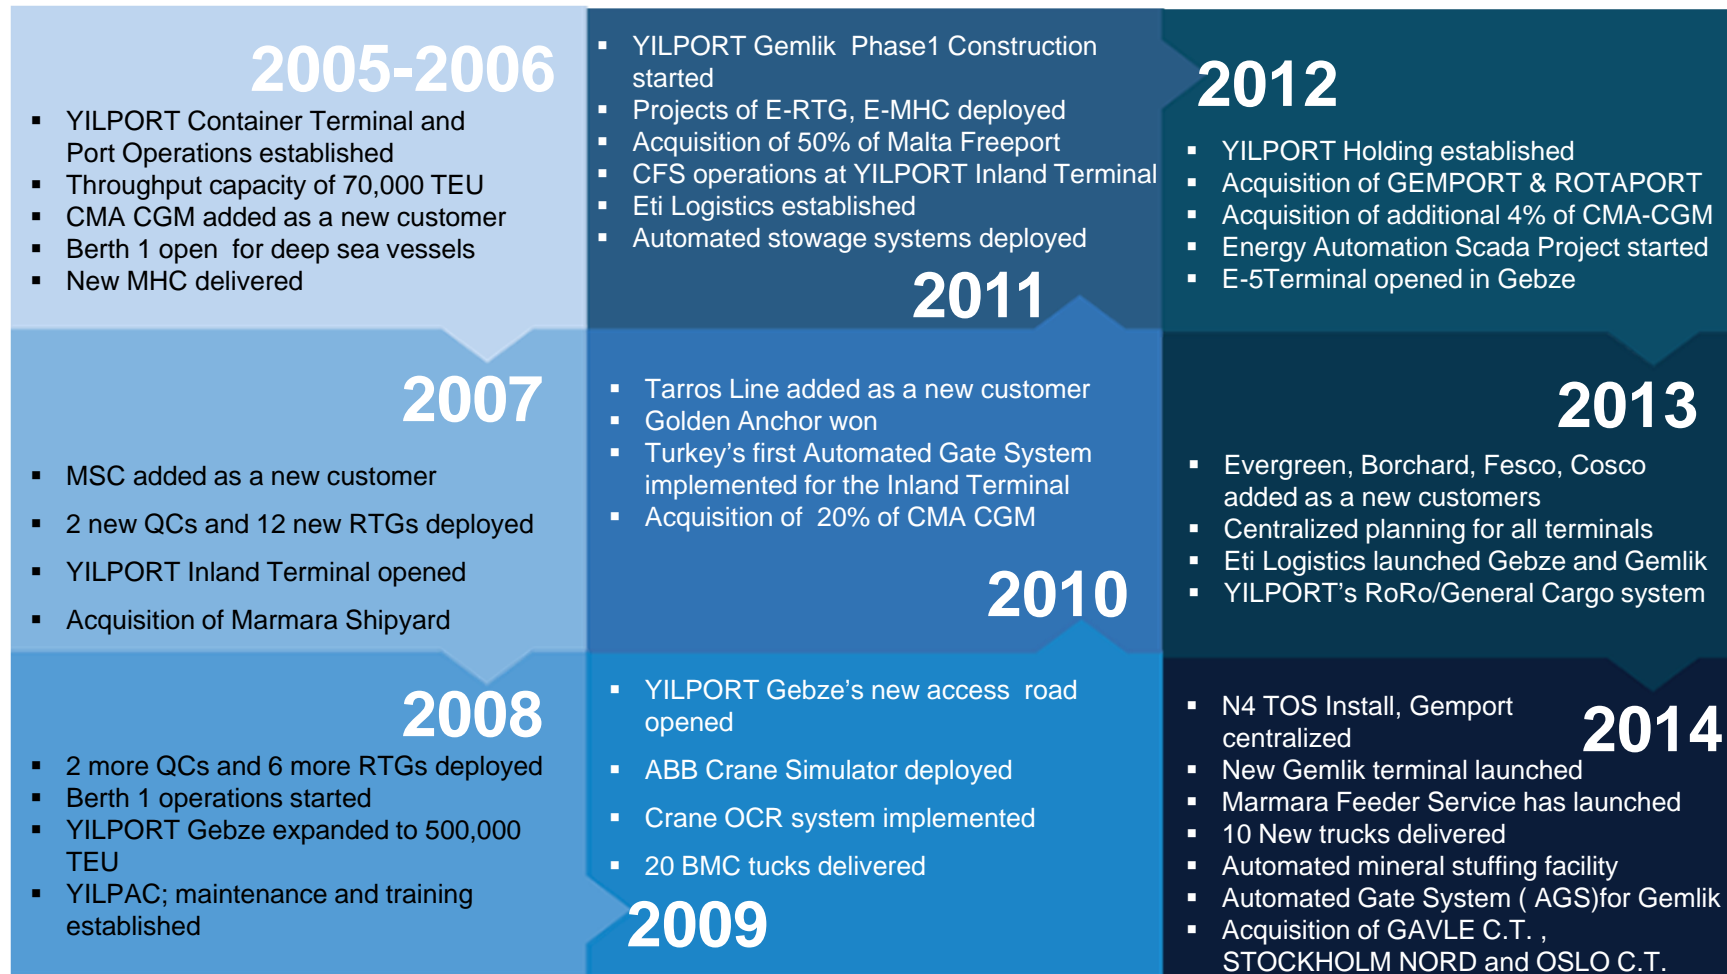 2005-2006
▪ YILPORT Container Terminal and
Port Operations established
▪ Throughput capacity of 70,000 TEU
▪ CMA CGM added as a new customer
▪ Berth 1 open for deep sea vessels
▪ New MHC delivered
2007
▪ MSC added as a new customer
▪ 2 new QCs and 12 new RTGs deployed
▪ YILPORT Inland Terminal opened
▪ Acquisition of Marmara Shipyard
2008
▪ 2 more QCs and 6 more RTGs deployed
▪ Berth 1 operations started
▪ YILPORT Gebze expanded to 500,000
TEU
▪ YILPAC; maintenance and training
established
▪ YILPORT Gebze’s new access road
opened
▪ ABB Crane Simulator deployed
▪ Crane OCR system implemented
▪ 20 BMC tucks delivered
2009
▪ Tarros Line added as a new customer
▪ Golden Anchor won
▪ Turkey’s first Automated Gate System
implemented for the Inland Terminal
▪ Acquisition of 20% of CMA CGM
2010
▪ YILPORT Gemlik Phase1 Construction
started
▪ Projects of E-RTG, E-MHC deployed
▪ Acquisition of 50% of Malta Freeport
▪ CFS operations at YILPORT Inland Terminal
▪ Eti Logistics established
▪ Automated stowage systems deployed
2011
2012
▪ YILPORT Holding established
▪ Acquisition of GEMPORT & ROTAPORT
▪ Acquisition of additional 4% of CMA-CGM
▪ Energy Automation Scada Project started
▪ E-5Terminal opened in Gebze
2013
▪ Evergreen, Borchard, Fesco, Cosco
added as a new customers
▪ Centralized planning for all terminals
▪ Eti Logistics launched Gebze and Gemlik
▪ YILPORT’s RoRo/General Cargo system
2014
▪ N4 TOS Install, Gemport
centralized
▪ New Gemlik terminal launched
▪ Marmara Feeder Service has launched
▪ 10 New trucks delivered
▪ Automated mineral stuffing facility
▪ Automated Gate System ( AGS)for Gemlik
▪ Acquisition of GAVLE C.T. ,
STOCKHOLM NORD and OSLO C.T.